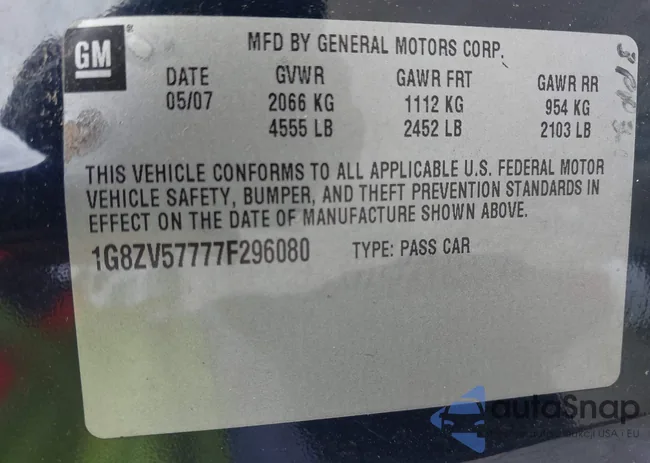 GM
MFD BY GENERAL MOTORS CORP.
DATE GVWR GAWR FRT GAWR RR
05/07 2066 KG 1112 KG 954 KG
4555 LB 2452 LB 2103 LB
THIS VEHICLE CONFORMS TO ALL APPLICABLE U.S. FEDERAL MOTOR
VEHICLE SAFETY, BUMPER, AND THEFT PREVENTION STANDARDS IN
EFFECT ON THE DATE OF MANUFACTURE SHOWN ABOVE.
1G8ZV57777F296080 TYPE: PASS CAR
autoSnap